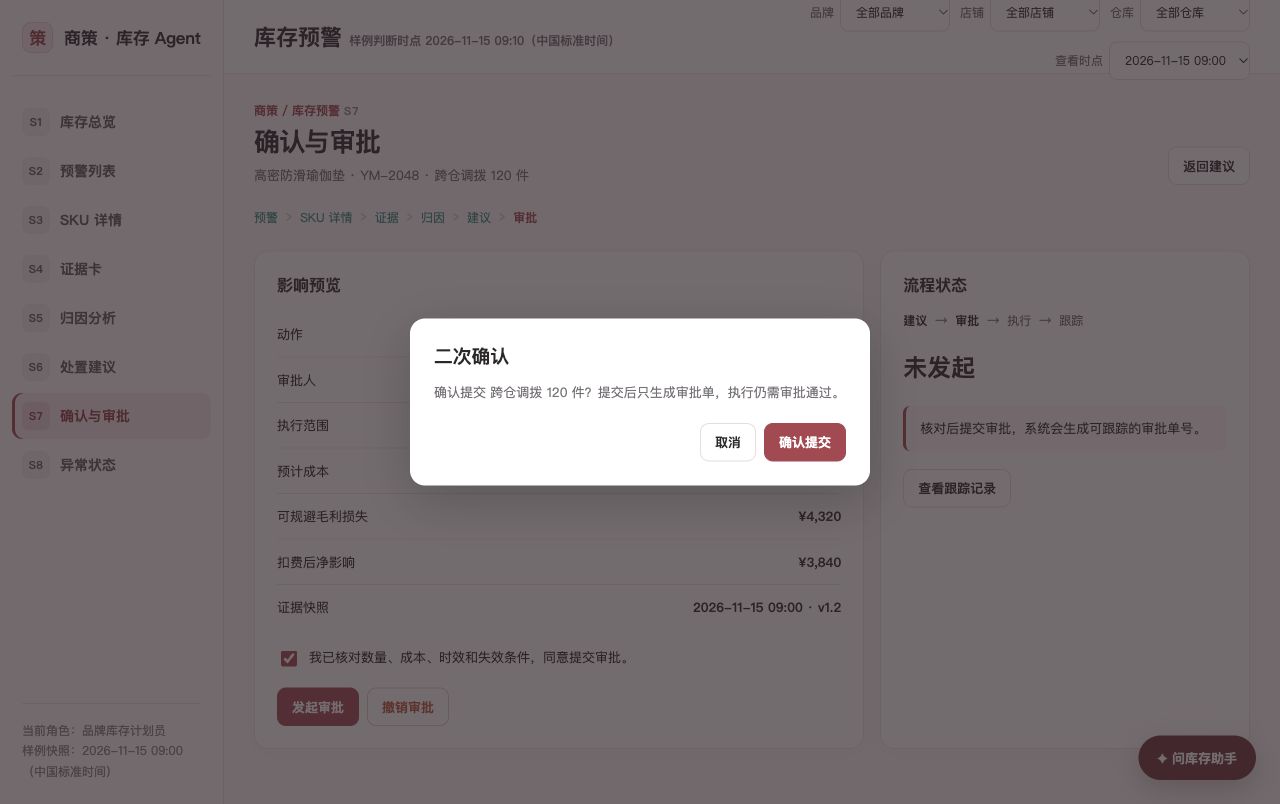 策 商策 · 库存 Agent
S1 库存总览
S2 预警列表
S3 SKU 详情
S4 证据卡
S5 归因分析
S6 处置建议
S7 确认与审批
S8 异常状态
当前角色：品牌库存计划员
样例快照：2026-11-15 09:00
（中国标准时间）
库存预警 样例判断时点 2026-11-15 09:10（中国标准时间）
品牌 全部品牌 店铺 全部店铺 仓库 全部仓库
查看时点 2026-11-15 09:00
商策 / 库存预警 S7
确认与审批
高密防滑瑜伽垫 · YM-2048 · 跨仓调拨 120 件
返回建议
预警 > SKU 详情 > 证据 > 归因 > 建议 > 审批
影响预览
动作
审批人
执行范围
预计成本
可规避毛利损失 ¥4,320
扣费后净影响 ¥3,840
证据快照 2026-11-15 09:00 · v1.2
我已核对数量、成本、时效和失效条件，同意提交审批。
发起审批 撤销审批
流程状态
建议 → 审批 → 执行 → 跟踪
未发起
核对后提交审批，系统会生成可跟踪的审批单号。
查看跟踪记录
二次确认
确认提交 跨仓调拨 120 件？提交后只生成审批单，执行仍需审批通过。
取消 确认提交
✦ 问库存助手